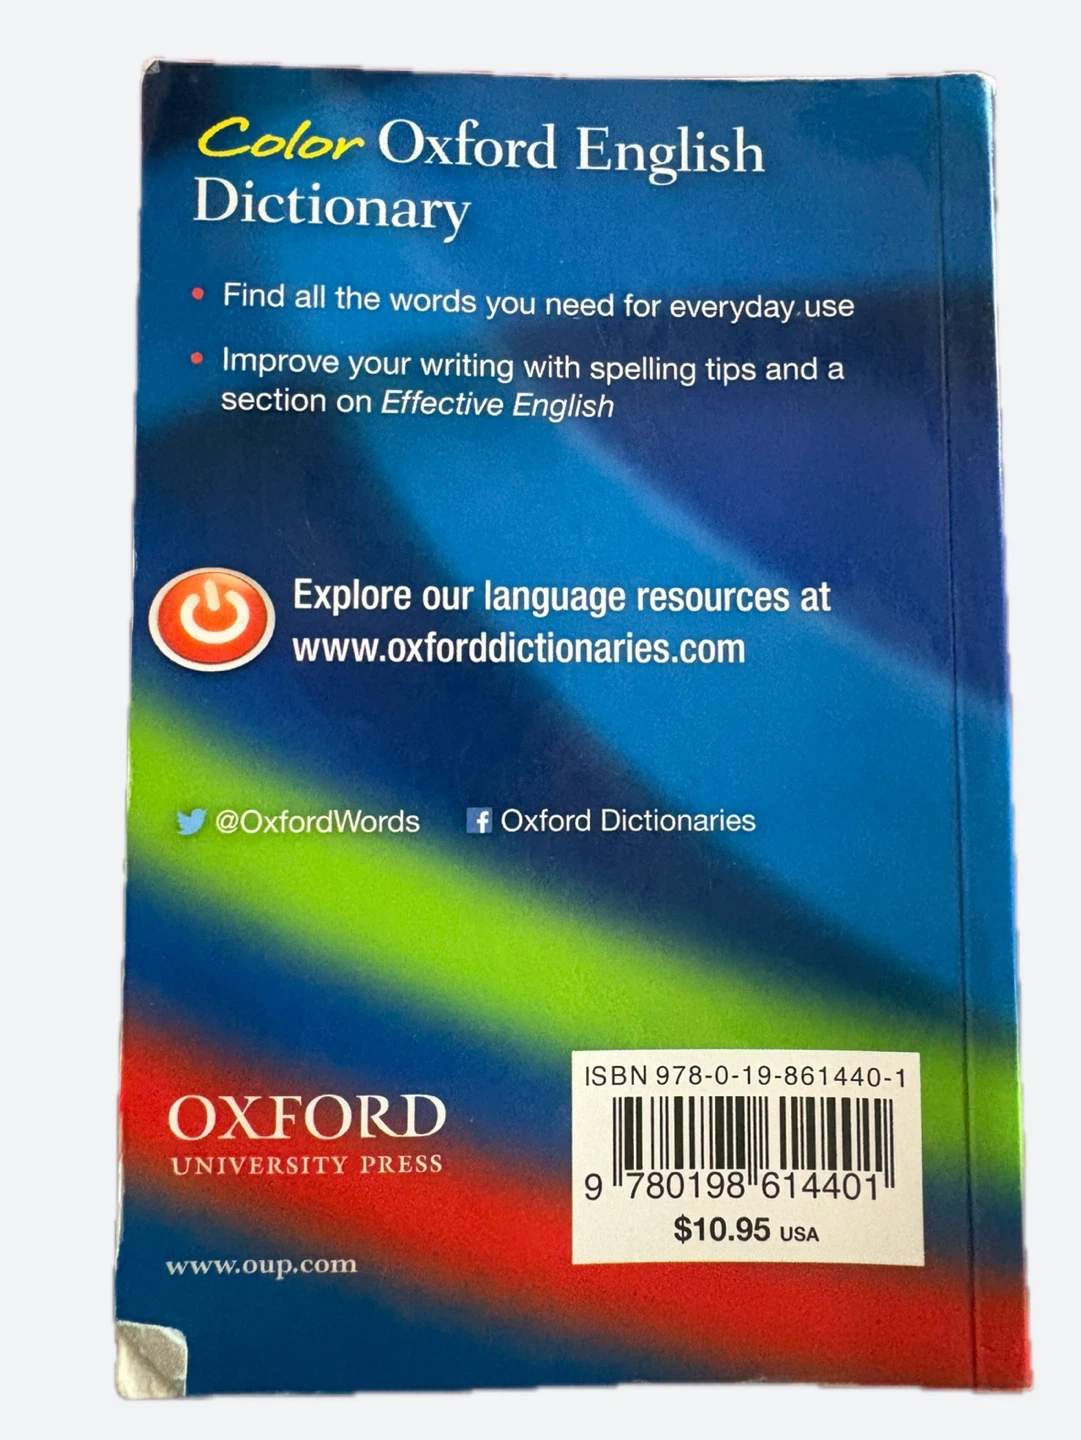 Color Oxford English
Dictionary
• Find all the words you need for everyday use
• Improve your writing with spelling tips and a
section on Effective English
Explore our language resources at
www.oxforddictionaries.com
@OxfordWords
Oxford Dictionaries
OXFORD
UNIVERSITY PRESS
www.oup.com
ISBN 978-0-19-861440-1
9 780198 614401
$10.95 USA